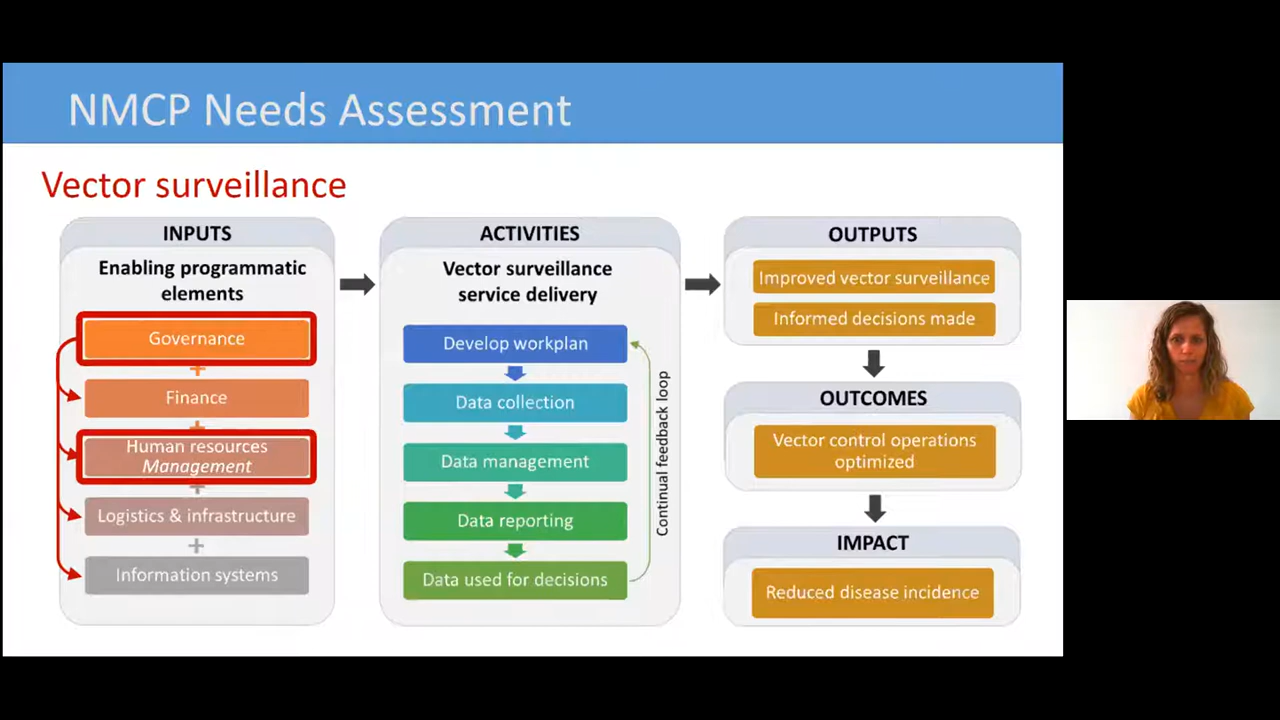 NMCP Needs Assessment
Vector surveillance
INPUTS
Enabling programmatic
elements
Governance
+
Finance
+
Human resources
Management
+
Logistics & infrastructure
+
Information systems
ACTIVITIES
Vector surveillance
service delivery
Develop workplan
Data collection
Data management
Data reporting
Data used for decisions
Continual feedback loop
OUTPUTS
Improved vector surveillance
Informed decisions made
OUTCOMES
Vector control operations
optimized
IMPACT
Reduced disease incidence